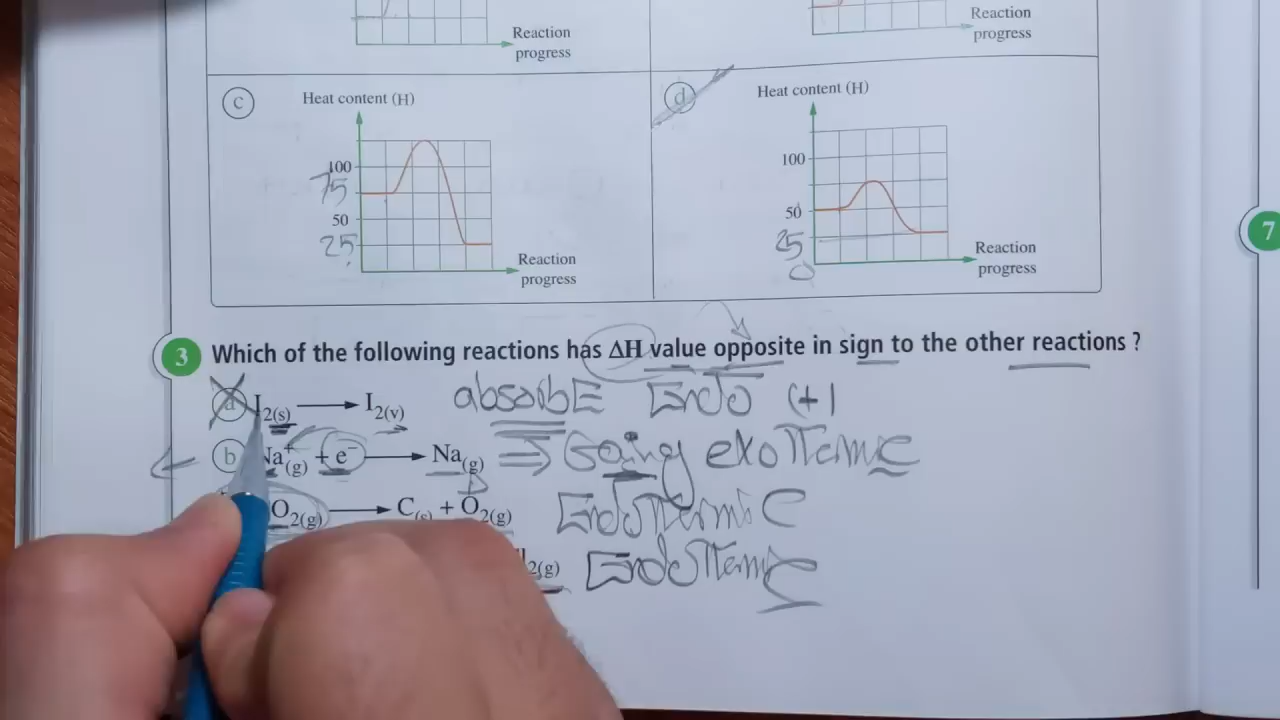 Reaction
progress
Reaction
progress
c
Heat content (H)
100
75
50
25
Reaction
progress
d
Heat content (H)
100
50
25
0
Reaction
progress
7
3 Which of the following reactions has ΔH value opposite in sign to the other reactions ?
a I2(s) ⟶ I2(v) absorbE Endo (+)
b Na+(g) + e− ⟶ Na(g) ⇒ Going exothermic
O2(g) ⟶ C(s) + O2(g) Endothermic
2(g) Endothermic